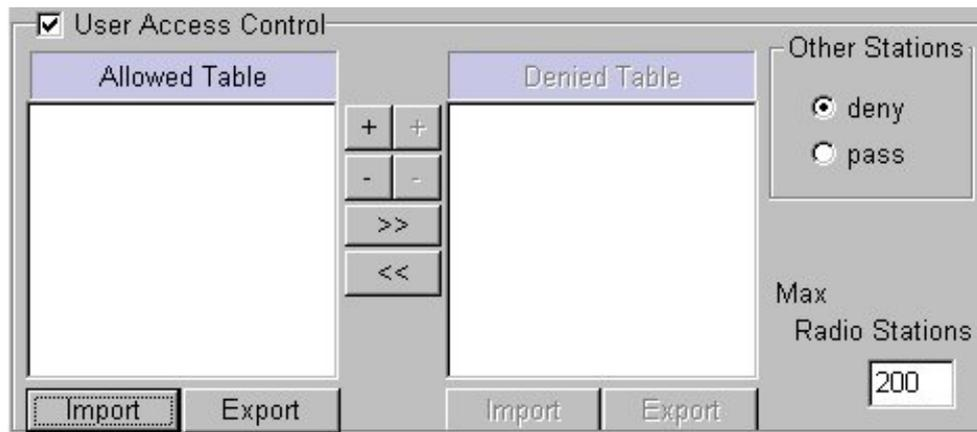 User Access Control
Allowed Table
Denied Table
Other Stations
deny
pass
+ +
- -
>>
<<
Max
Radio Stations
200
Import Export
Import Export